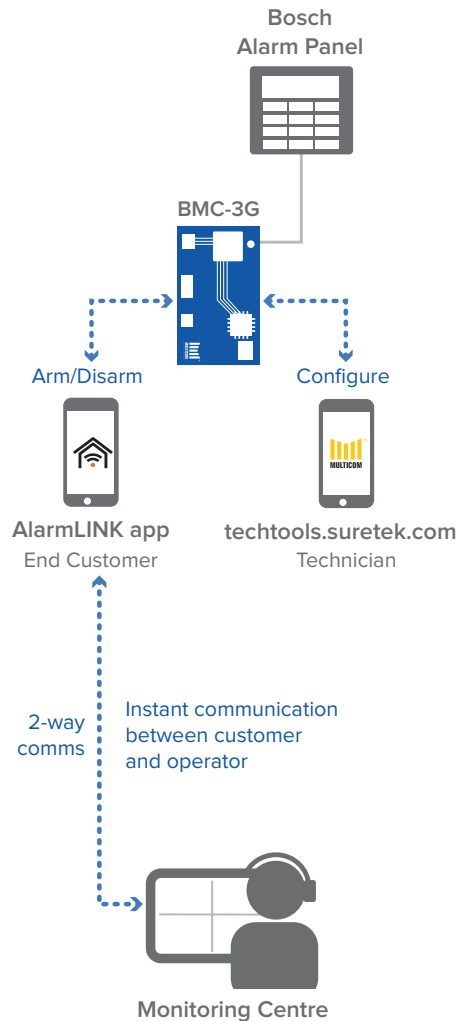 Bosch
Alarm Panel
BMC-3G
Arm/Disarm
Configure
MULTICOM
AlarmLINK app
End Customer
techtools.suretek.com
Technician
2-way
comms
Instant communication
between customer
and operator
Monitoring Centre